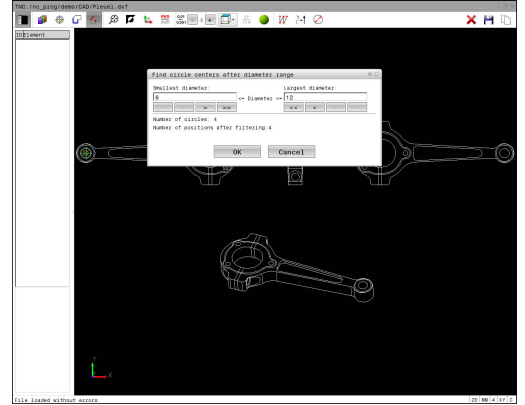 TNC:/nc_prog/demo/CAD/Pleuel.dxf
ID Element
Find circle centers after diameter range
Smallest diameter: Largest diameter:
6 <= Diameter <= 12
> >> << <
Number of circles: 4
Number of positions after filtering:4
OK Cancel
Y
X
File loaded without errors
2D MM 4 XY